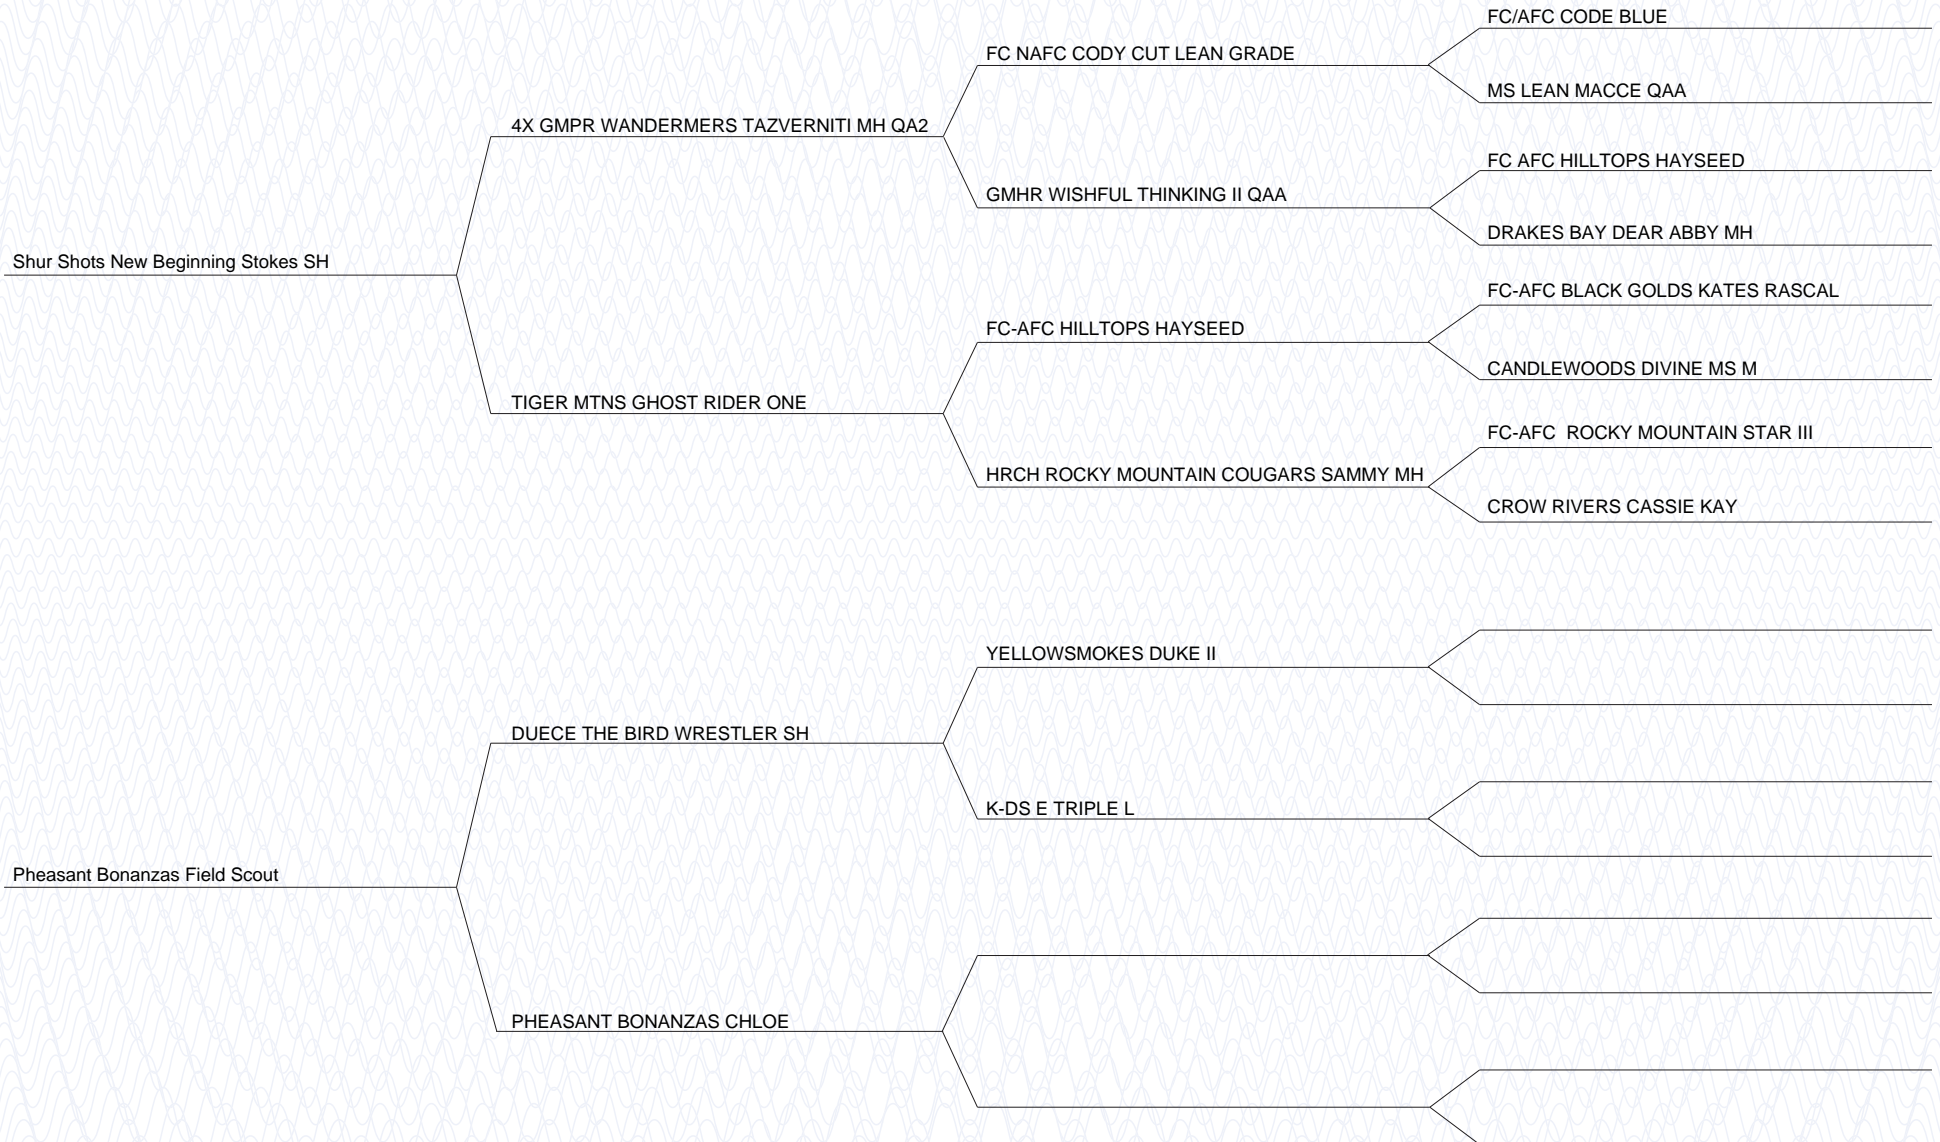 FC/AFC CODE BLUE
FC NAFC CODY CUT LEAN GRADE
MS LEAN MACCE QAA
4X GMPR WANDERMERS TAZVERNITI MH QA2
FC AFC HILLTOPS HAYSEED
GMHR WISHFUL THINKING II QAA
DRAKES BAY DEAR ABBY MH
Shur Shots New Beginning Stokes SH
FC-AFC BLACK GOLDS KATES RASCAL
FC-AFC HILLTOPS HAYSEED
CANDLEWOODS DIVINE MS M
TIGER MTNS GHOST RIDER ONE
FC-AFC  ROCKY MOUNTAIN STAR III
HRCH ROCKY MOUNTAIN COUGARS SAMMY MH
CROW RIVERS CASSIE KAY
YELLOWSMOKES DUKE II
DUECE THE BIRD WRESTLER SH
K-DS E TRIPLE L
Pheasant Bonanzas Field Scout
PHEASANT BONANZAS CHLOE